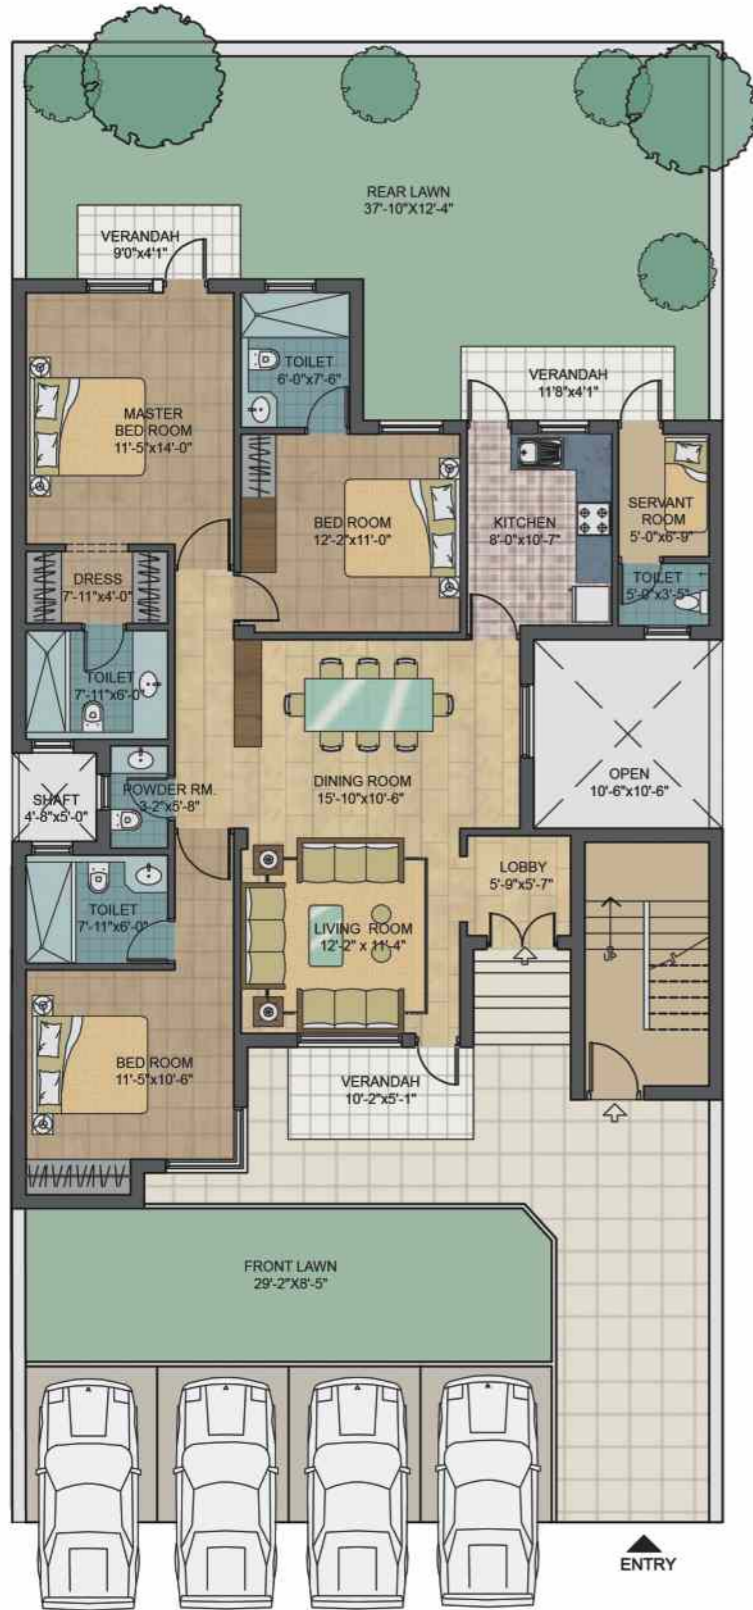 REAR LAWN
37'-10"X12'-4"
VERANDAH
9'0"x4'1"
TOILET
6'-0"x7'-6"
VERANDAH
11'8"x4'1"
MASTER
BED ROOM
11'-5"x14'-0"
BED ROOM
12'-2"x11'-0"
KITCHEN
8'-0"x10'-7"
SERVANT
ROOM
5'-0"x6'-9"
DRESS
7'-11"x4'-0"
TOILET
5'-0"x3'-5"
TOILET
7'-11"x6'-0"
SHAFT
4'-8"x5'-0"
POWDER RM.
3-2"x5'-8"
DINING ROOM
15'-10"x10'-6"
OPEN
10'-6"x10'-6"
LOBBY
5'-9"x5'-7"
TOILET
7'-11"x6'-0"
LIVING ROOM
12'-2" x 11'-4"
UP
BED ROOM
11'-5"x10'-6"
VERANDAH
10'-2"x5'-1"
FRONT LAWN
29'-2"X8'-5"
ENTRY